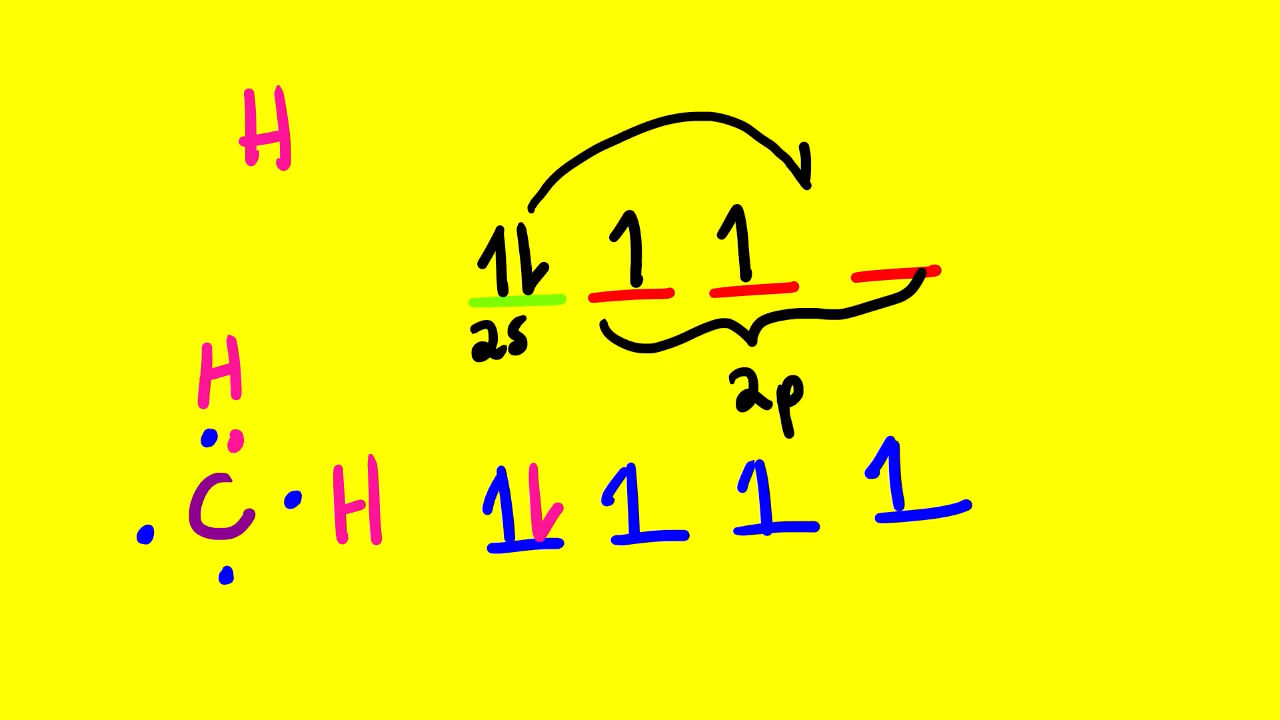 H
1⇂ 1 1
2s
2p
H
C H 1⇂ 1 1 1